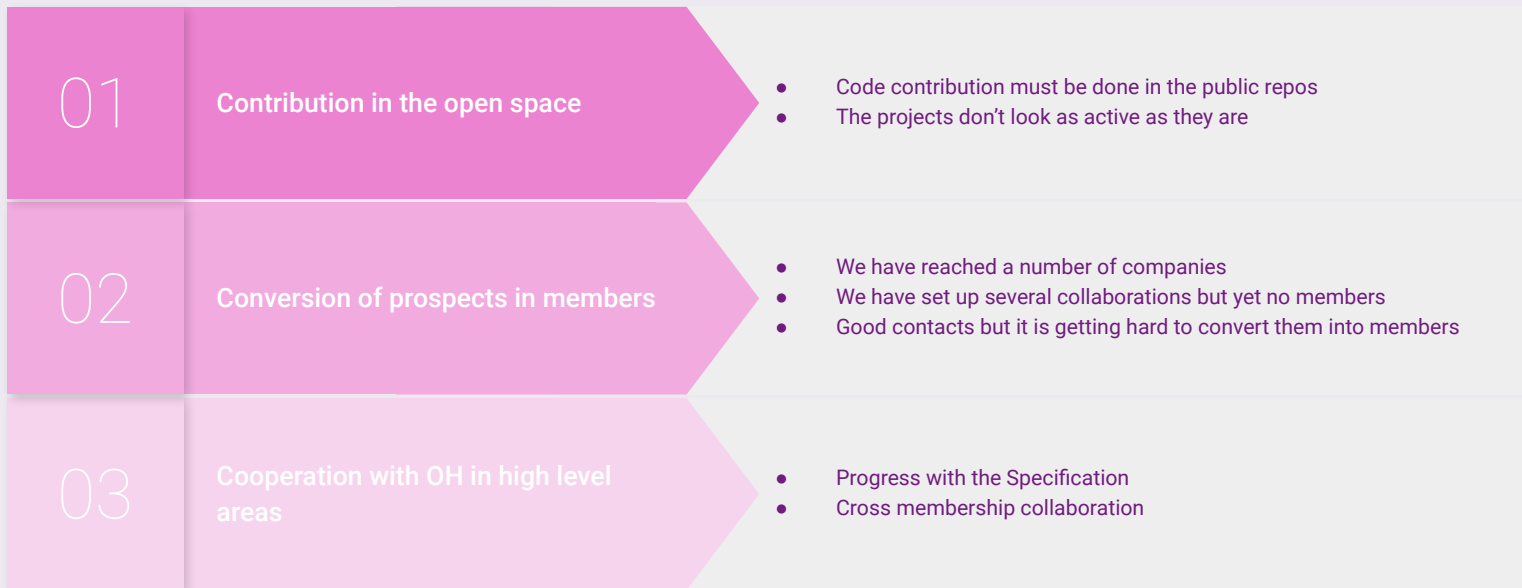 01
Contribution in the open space
● Code contribution must be done in the public repos
● The projects don’t look as active as they are
02
Conversion of prospects in members
● We have reached a number of companies
● We have set up several collaborations but yet no members
● Good contacts but it is getting hard to convert them into members
03
Cooperation with OH in high level
areas
● Progress with the Specification
● Cross membership collaboration